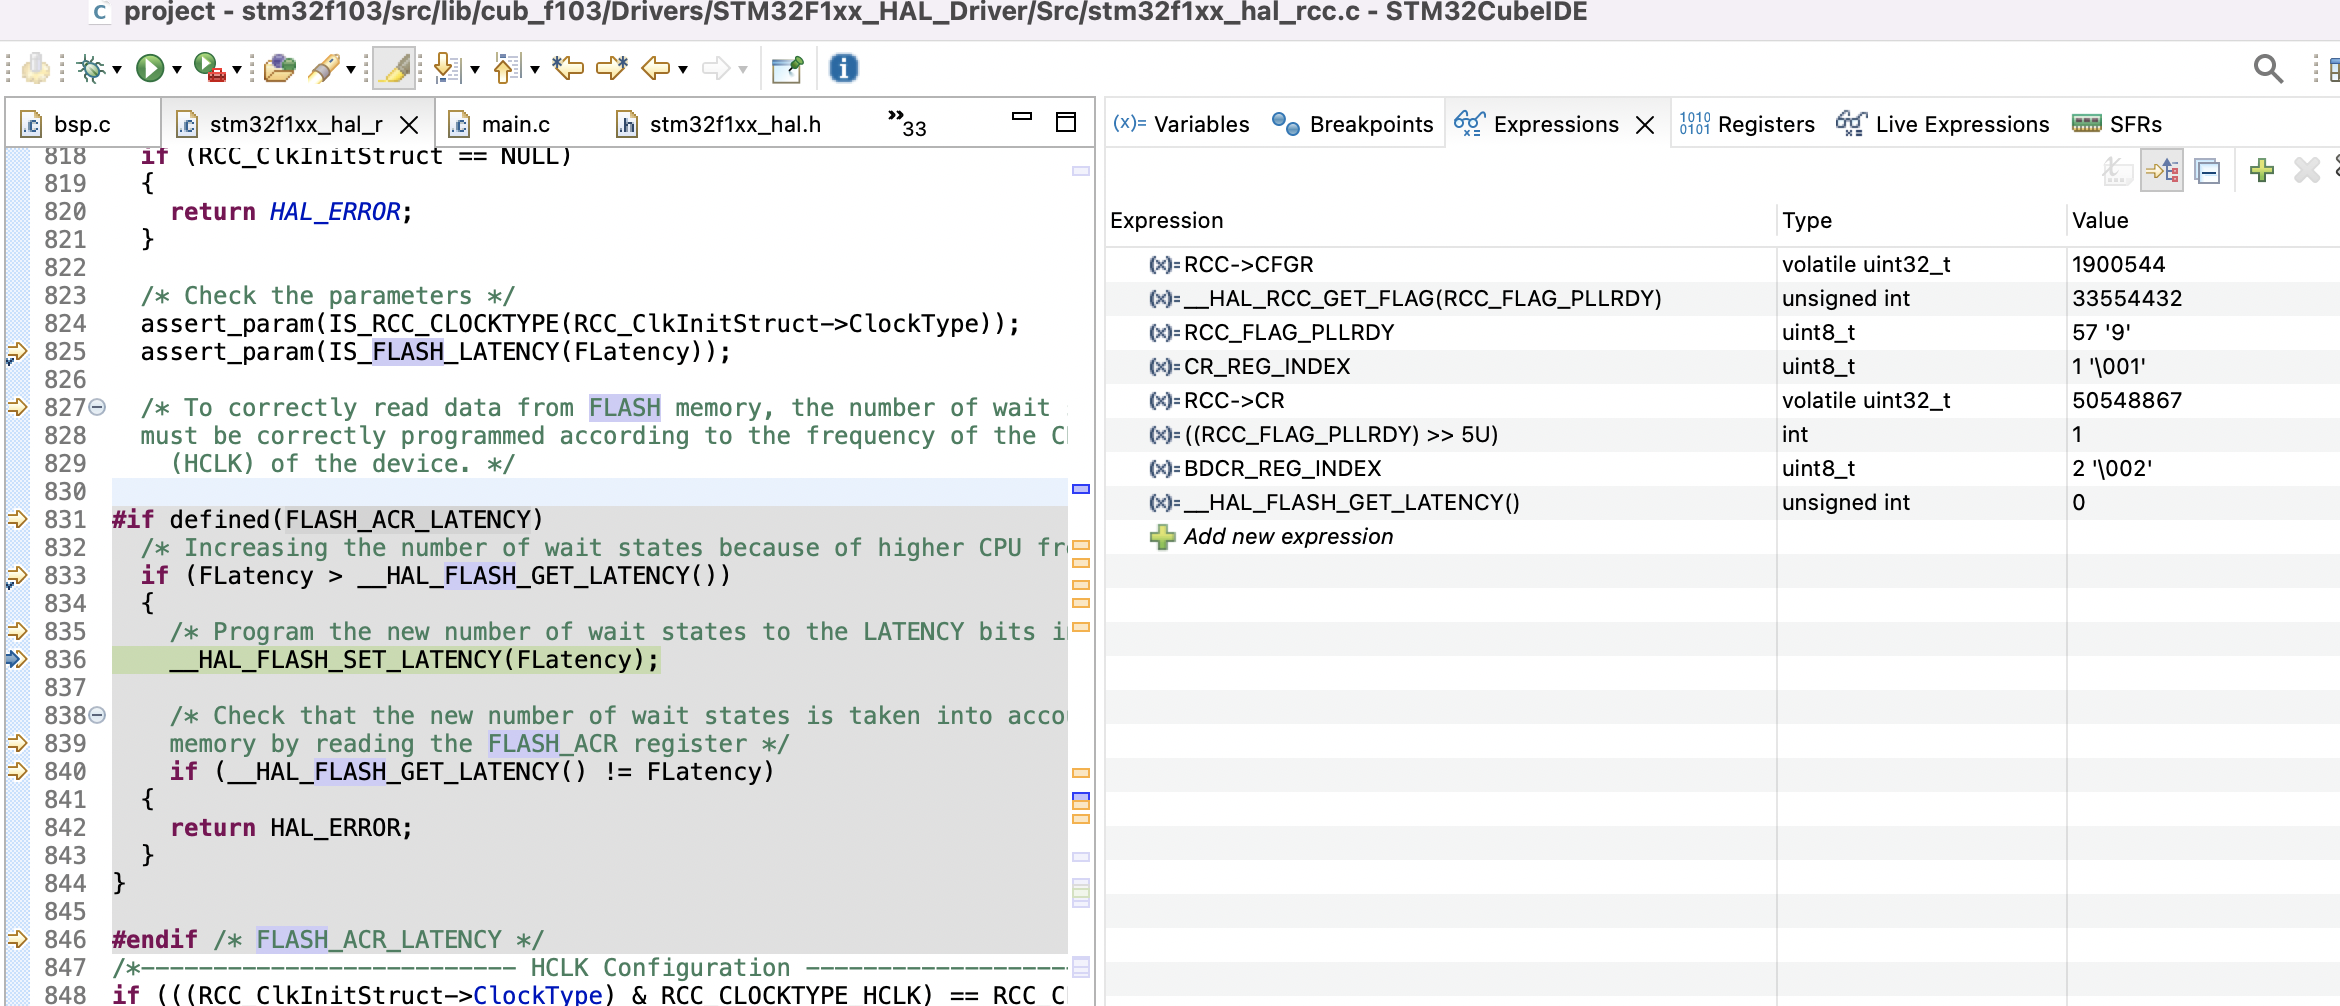 project - stm32f103/src/lib/cub_f103/Drivers/STM32F1xx_HAL_Driver/Src/stm32f1xx_hal_rcc.c - STM32CubeIDE
bsp.c
stm32f1xx_hal_r
main.c
stm32f1xx_hal.h
»33
818 if (RCC_ClkInitStruct == NULL)
819 {
820 return HAL_ERROR;
821 }
822
823 /* Check the parameters */
824 assert_param(IS_RCC_CLOCKTYPE(RCC_ClkInitStruct->ClockType));
825 assert_param(IS_FLASH_LATENCY(FLatency));
826
827 /* To correctly read data from FLASH memory, the number of wait
828 must be correctly programmed according to the frequency of the C
829 (HCLK) of the device. */
830
831 #if defined(FLASH_ACR_LATENCY)
832 /* Increasing the number of wait states because of higher CPU fr
833 if (FLatency > __HAL_FLASH_GET_LATENCY())
834 {
835 /* Program the new number of wait states to the LATENCY bits i
836 __HAL_FLASH_SET_LATENCY(FLatency);
837
838 /* Check that the new number of wait states is taken into acco
839 memory by reading the FLASH_ACR register */
840 if (__HAL_FLASH_GET_LATENCY() != FLatency)
841 {
842 return HAL_ERROR;
843 }
844 }
845
846 #endif /* FLASH_ACR_LATENCY */
847 /*-------------------------- HCLK Configuration ------------------
848 if (((RCC_ClkInitStruct->ClockType) & RCC_CLOCKTYPE_HCLK) == RCC_C
(x)= Variables
Breakpoints
Expressions
1010 0101 Registers
Live Expressions
SFRs
Expression Type Value
(x)= RCC->CFGR volatile uint32_t 1900544
(x)= __HAL_RCC_GET_FLAG(RCC_FLAG_PLLRDY) unsigned int 33554432
(x)= RCC_FLAG_PLLRDY uint8_t 57 '9'
(x)= CR_REG_INDEX uint8_t 1 '\001'
(x)= RCC->CR volatile uint32_t 50548867
(x)= ((RCC_FLAG_PLLRDY) >> 5U) int 1
(x)= BDCR_REG_INDEX uint8_t 2 '\002'
(x)= __HAL_FLASH_GET_LATENCY() unsigned int 0
Add new expression